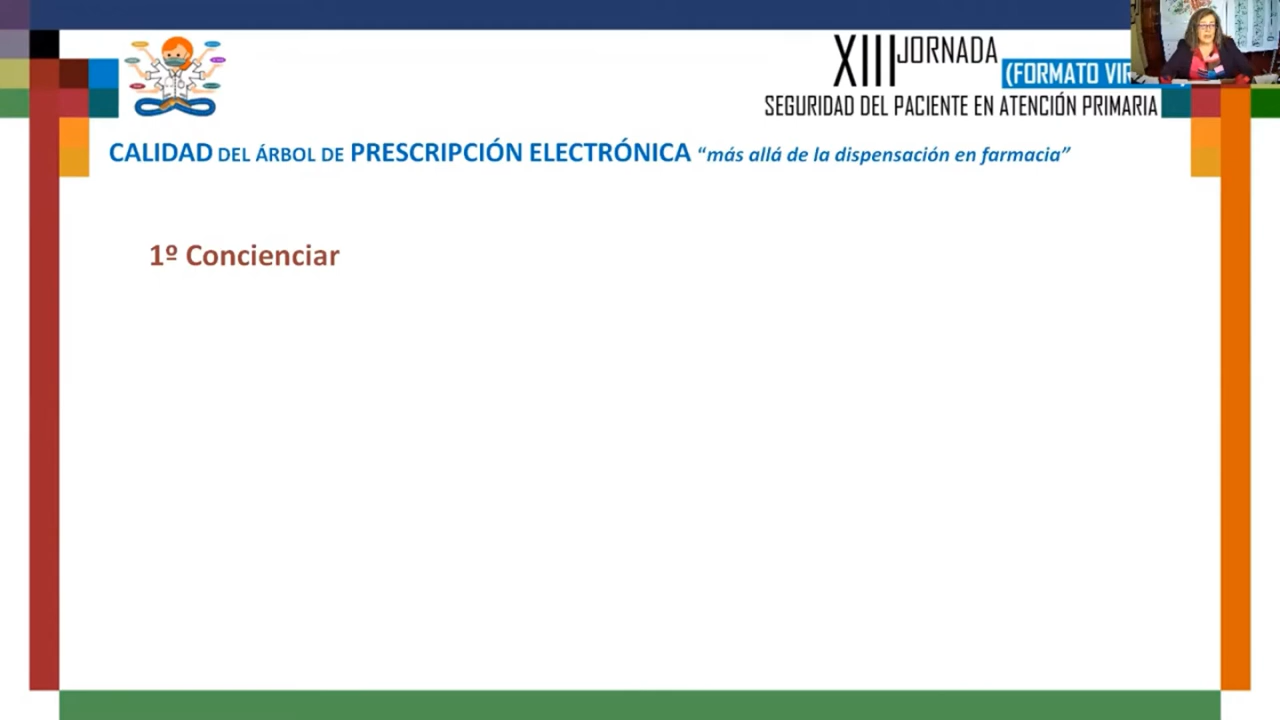 XIII JORNADA
(FORMATO
SEGURIDAD DEL PACIENTE EN ATENCIÓN PRIMARIA
CALIDAD DEL ÁRBOL DE PRESCRIPCIÓN ELECTRÓNICA “más allá de la dispensación en farmacia”
1º Concienciar